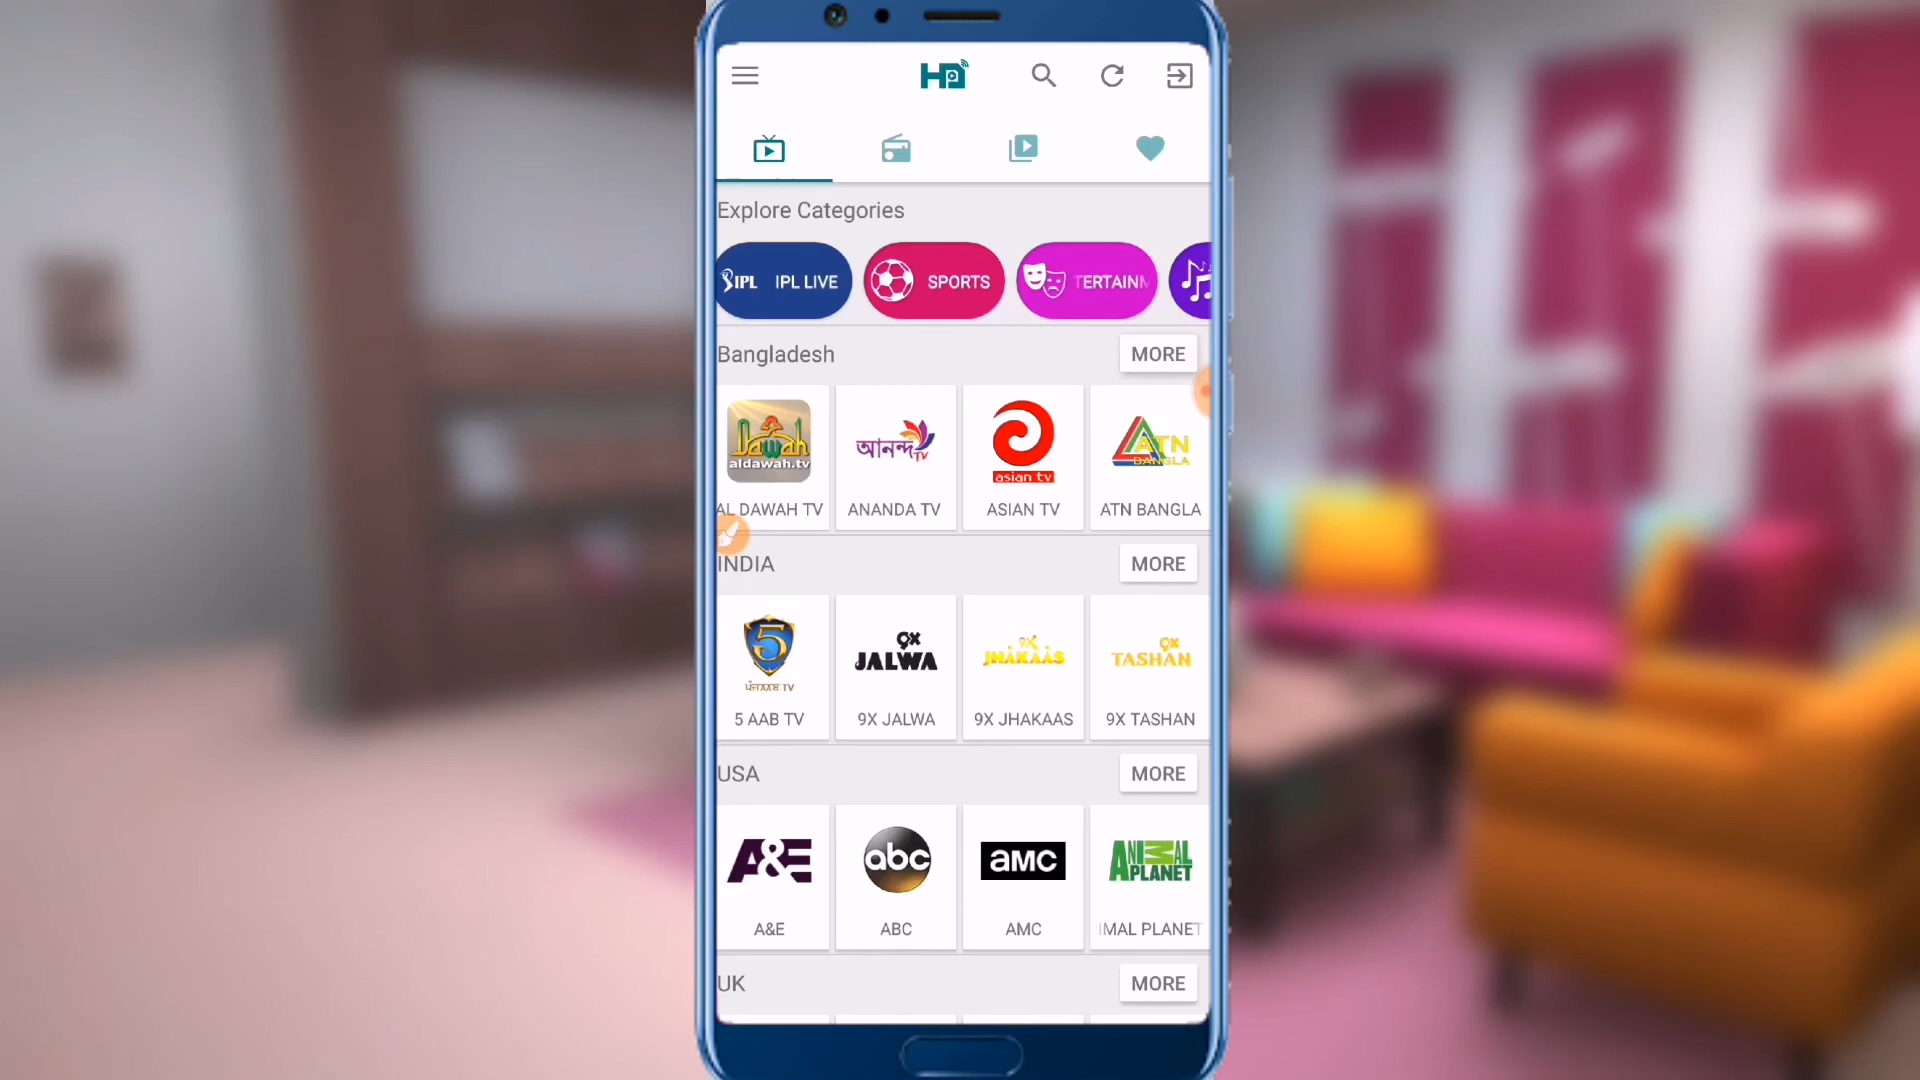 HD
Explore Categories
IPL IPL LIVE
SPORTS
TERTAINM
Bangladesh
MORE
Dawah
aldawah.tv
আনন্দ TV
asian tv
ATN
BANGLA
AL DAWAH TV
ANANDA TV
ASIAN TV
ATN BANGLA
INDIA
MORE
5
TV
9X
JALWA
9X
JHAKAAS
9X
TASHAN
5 AAB TV
9X JALWA
9X JHAKAAS
9X TASHAN
USA
MORE
A&E
abc
aMC
ANIMAL
PLANET
A&E
ABC
AMC
IMAL PLANET
UK
MORE